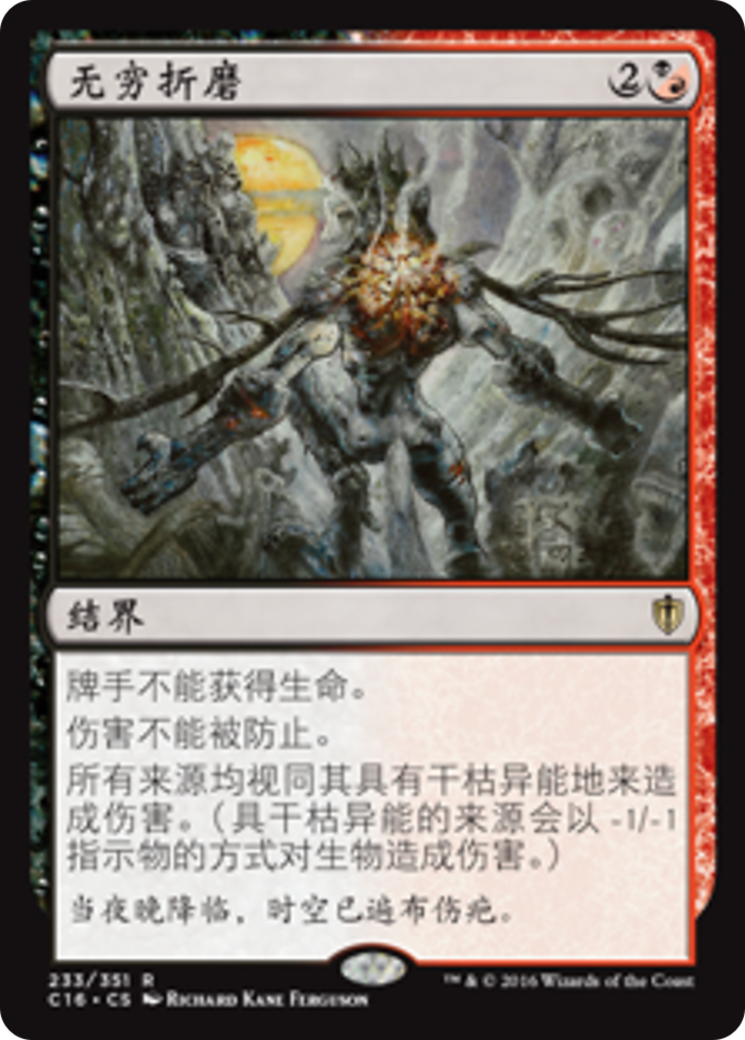 无穷折磨
2
结界
牌手不能获得生命。
伤害不能被防止。
所有来源均视同其具有干枯异能地来造
成伤害。（具干枯异能的来源会以 -1/-1
指示物的方式对生物造成伤害。）
当夜晚降临，时空已遍布伤疤。
233/351 R
C16 • CS Richard Kane Ferguson
™ & © 2016 Wizards of the Coast